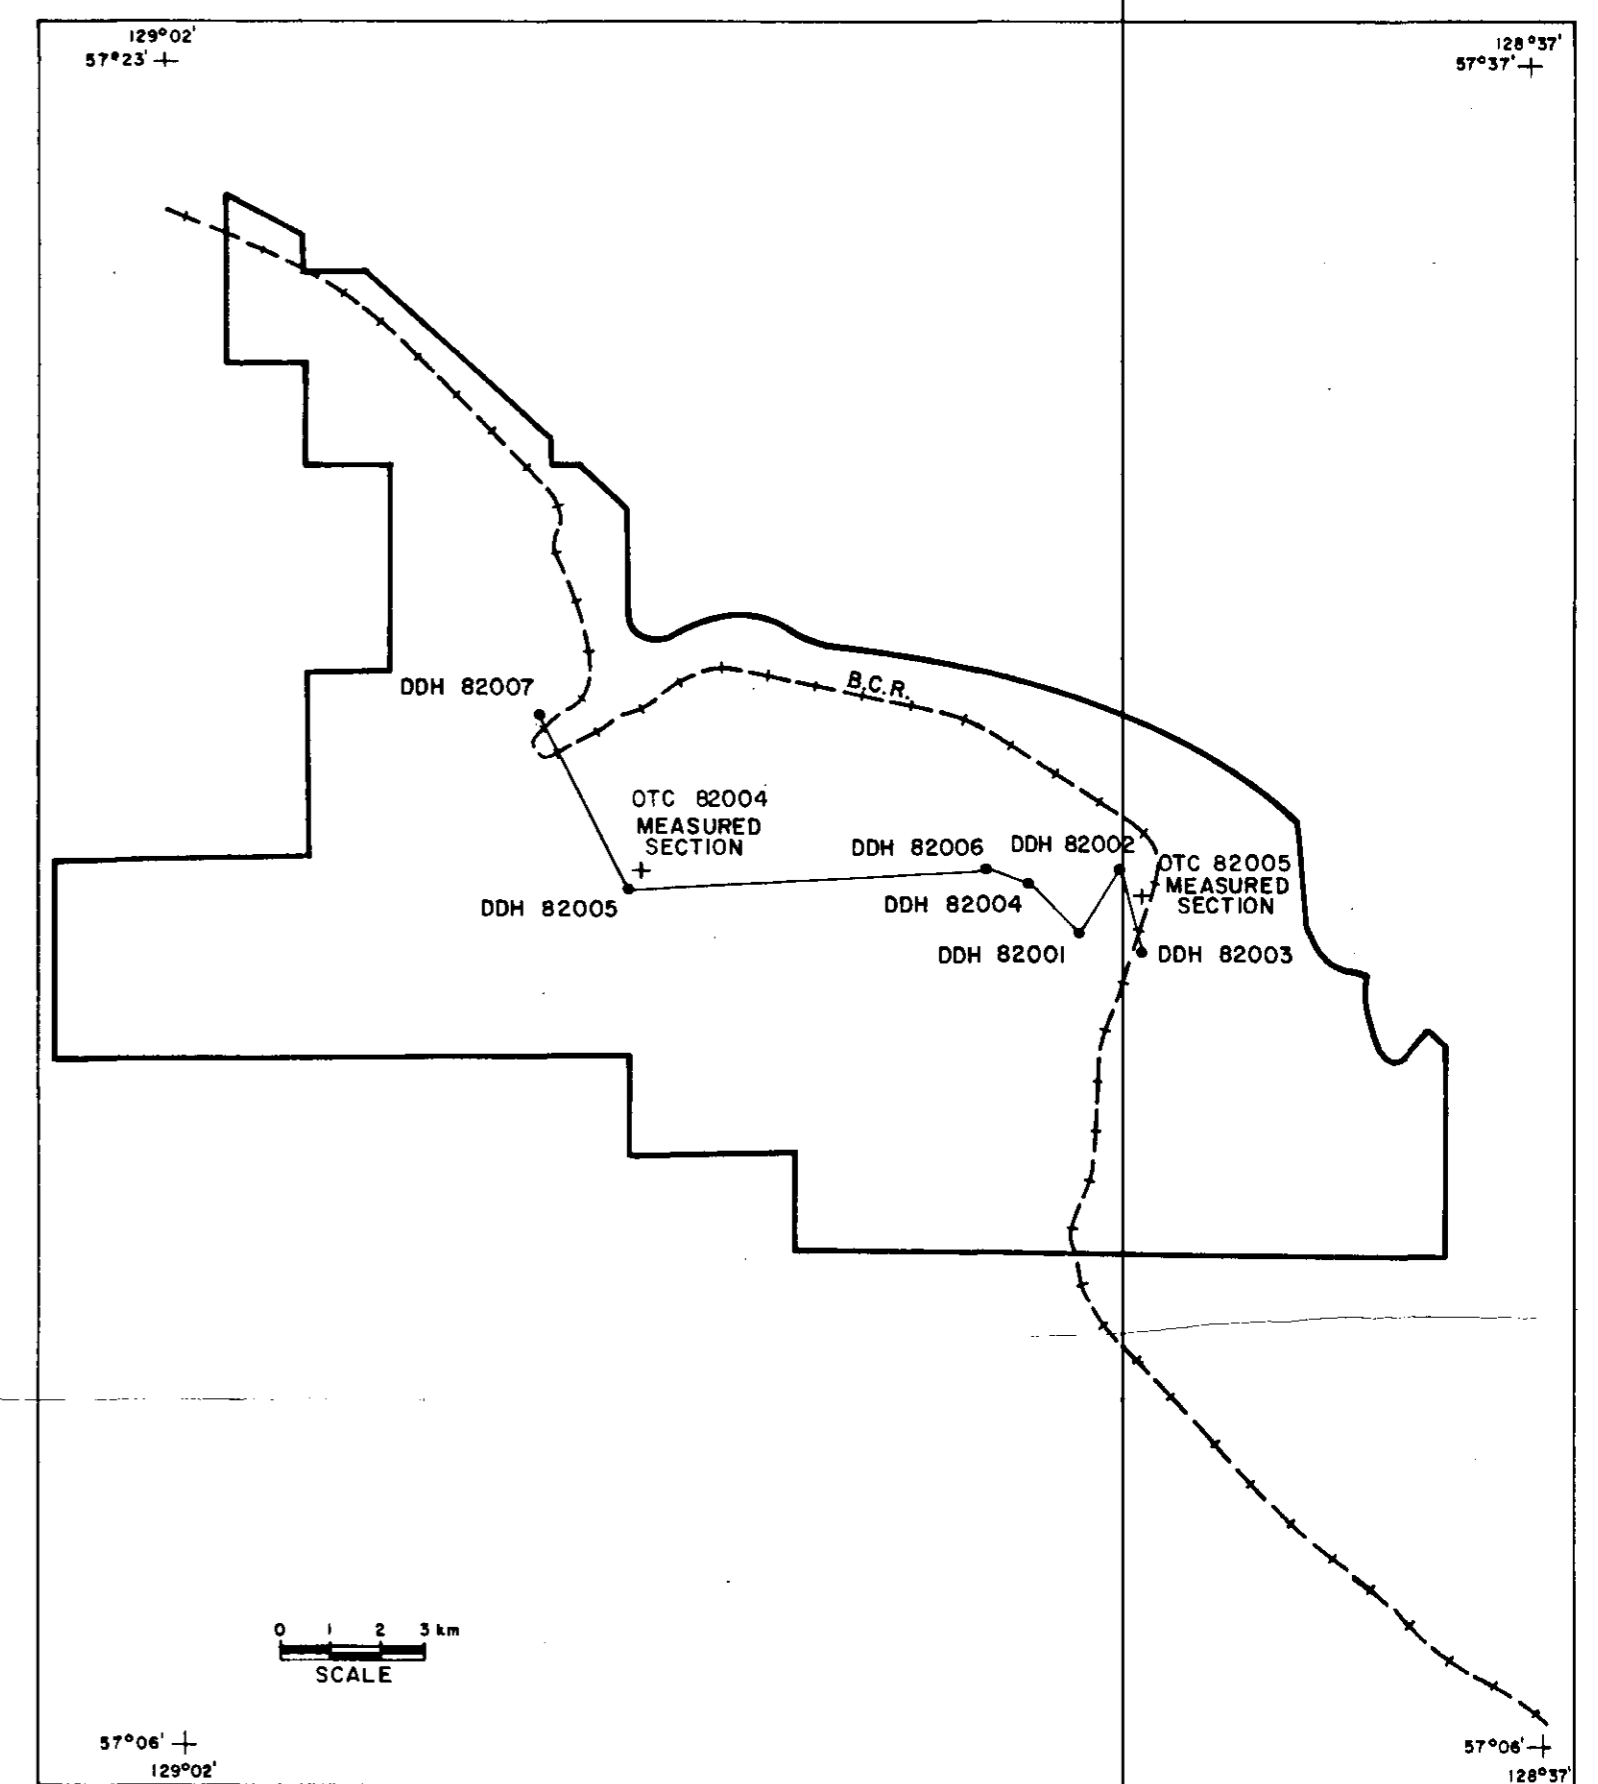 129°02'
57°23'
128°37'
57°37'
DDH 82007
B.C.R.
OTC 82004
MEASURED
SECTION
DDH 82006
DDH 82002
OTC 82005
MEASURED
SECTION
DDH 82005
DDH 82004
DDH 82001
DDH 82003
0 1 2 3 km
SCALE
57°06'
129°02'
57°06'
128°37'